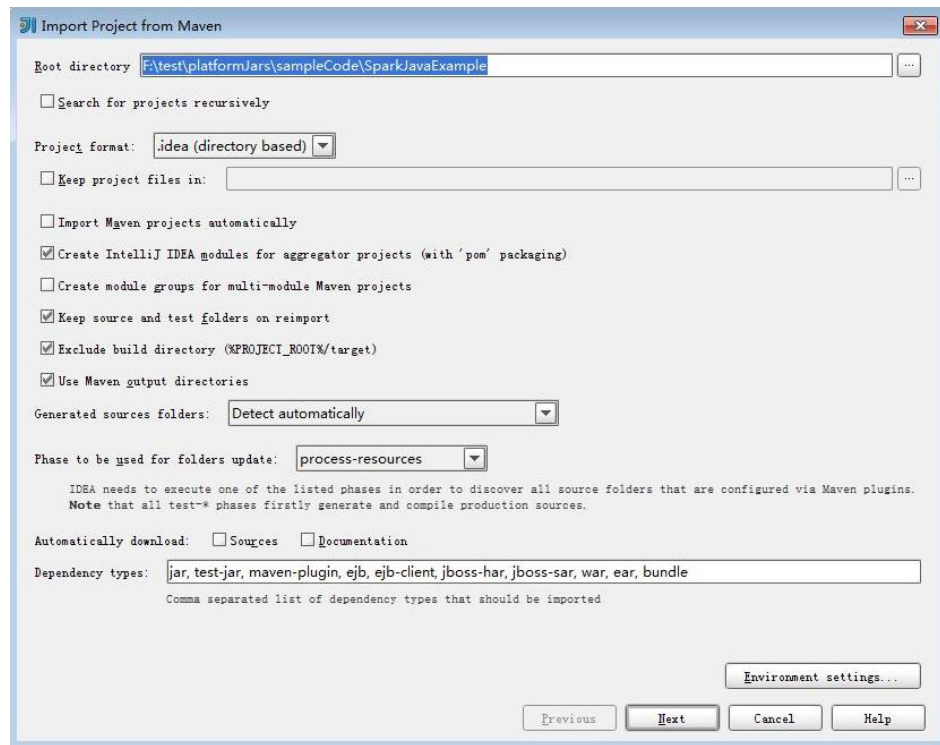 Import Project from Maven
Root directory F:\test\platformJars\sampleCode\SparkJavaExample ...
Search for projects recursively
Project format: .idea (directory based)
Keep project files in: ...
Import Maven projects automatically
Create IntelliJ IDEA modules for aggregator projects (with 'pom' packaging)
Create module groups for multi-module Maven projects
Keep source and test folders on reimport
Exclude build directory (%PROJECT_ROOT%/target)
Use Maven output directories
Generated sources folders: Detect automatically
Phase to be used for folders update: process-resources
IDEA needs to execute one of the listed phases in order to discover all source folders that are configured via Maven plugins.
Note that all test-* phases firstly generate and compile production sources.
Automatically download: Sources Documentation
Dependency types: jar, test-jar, maven-plugin, ejb, ejb-client, jboss-har, jboss-sar, war, ear, bundle
Comma separated list of dependency types that should be imported
Environment settings...
Previous Next Cancel Help